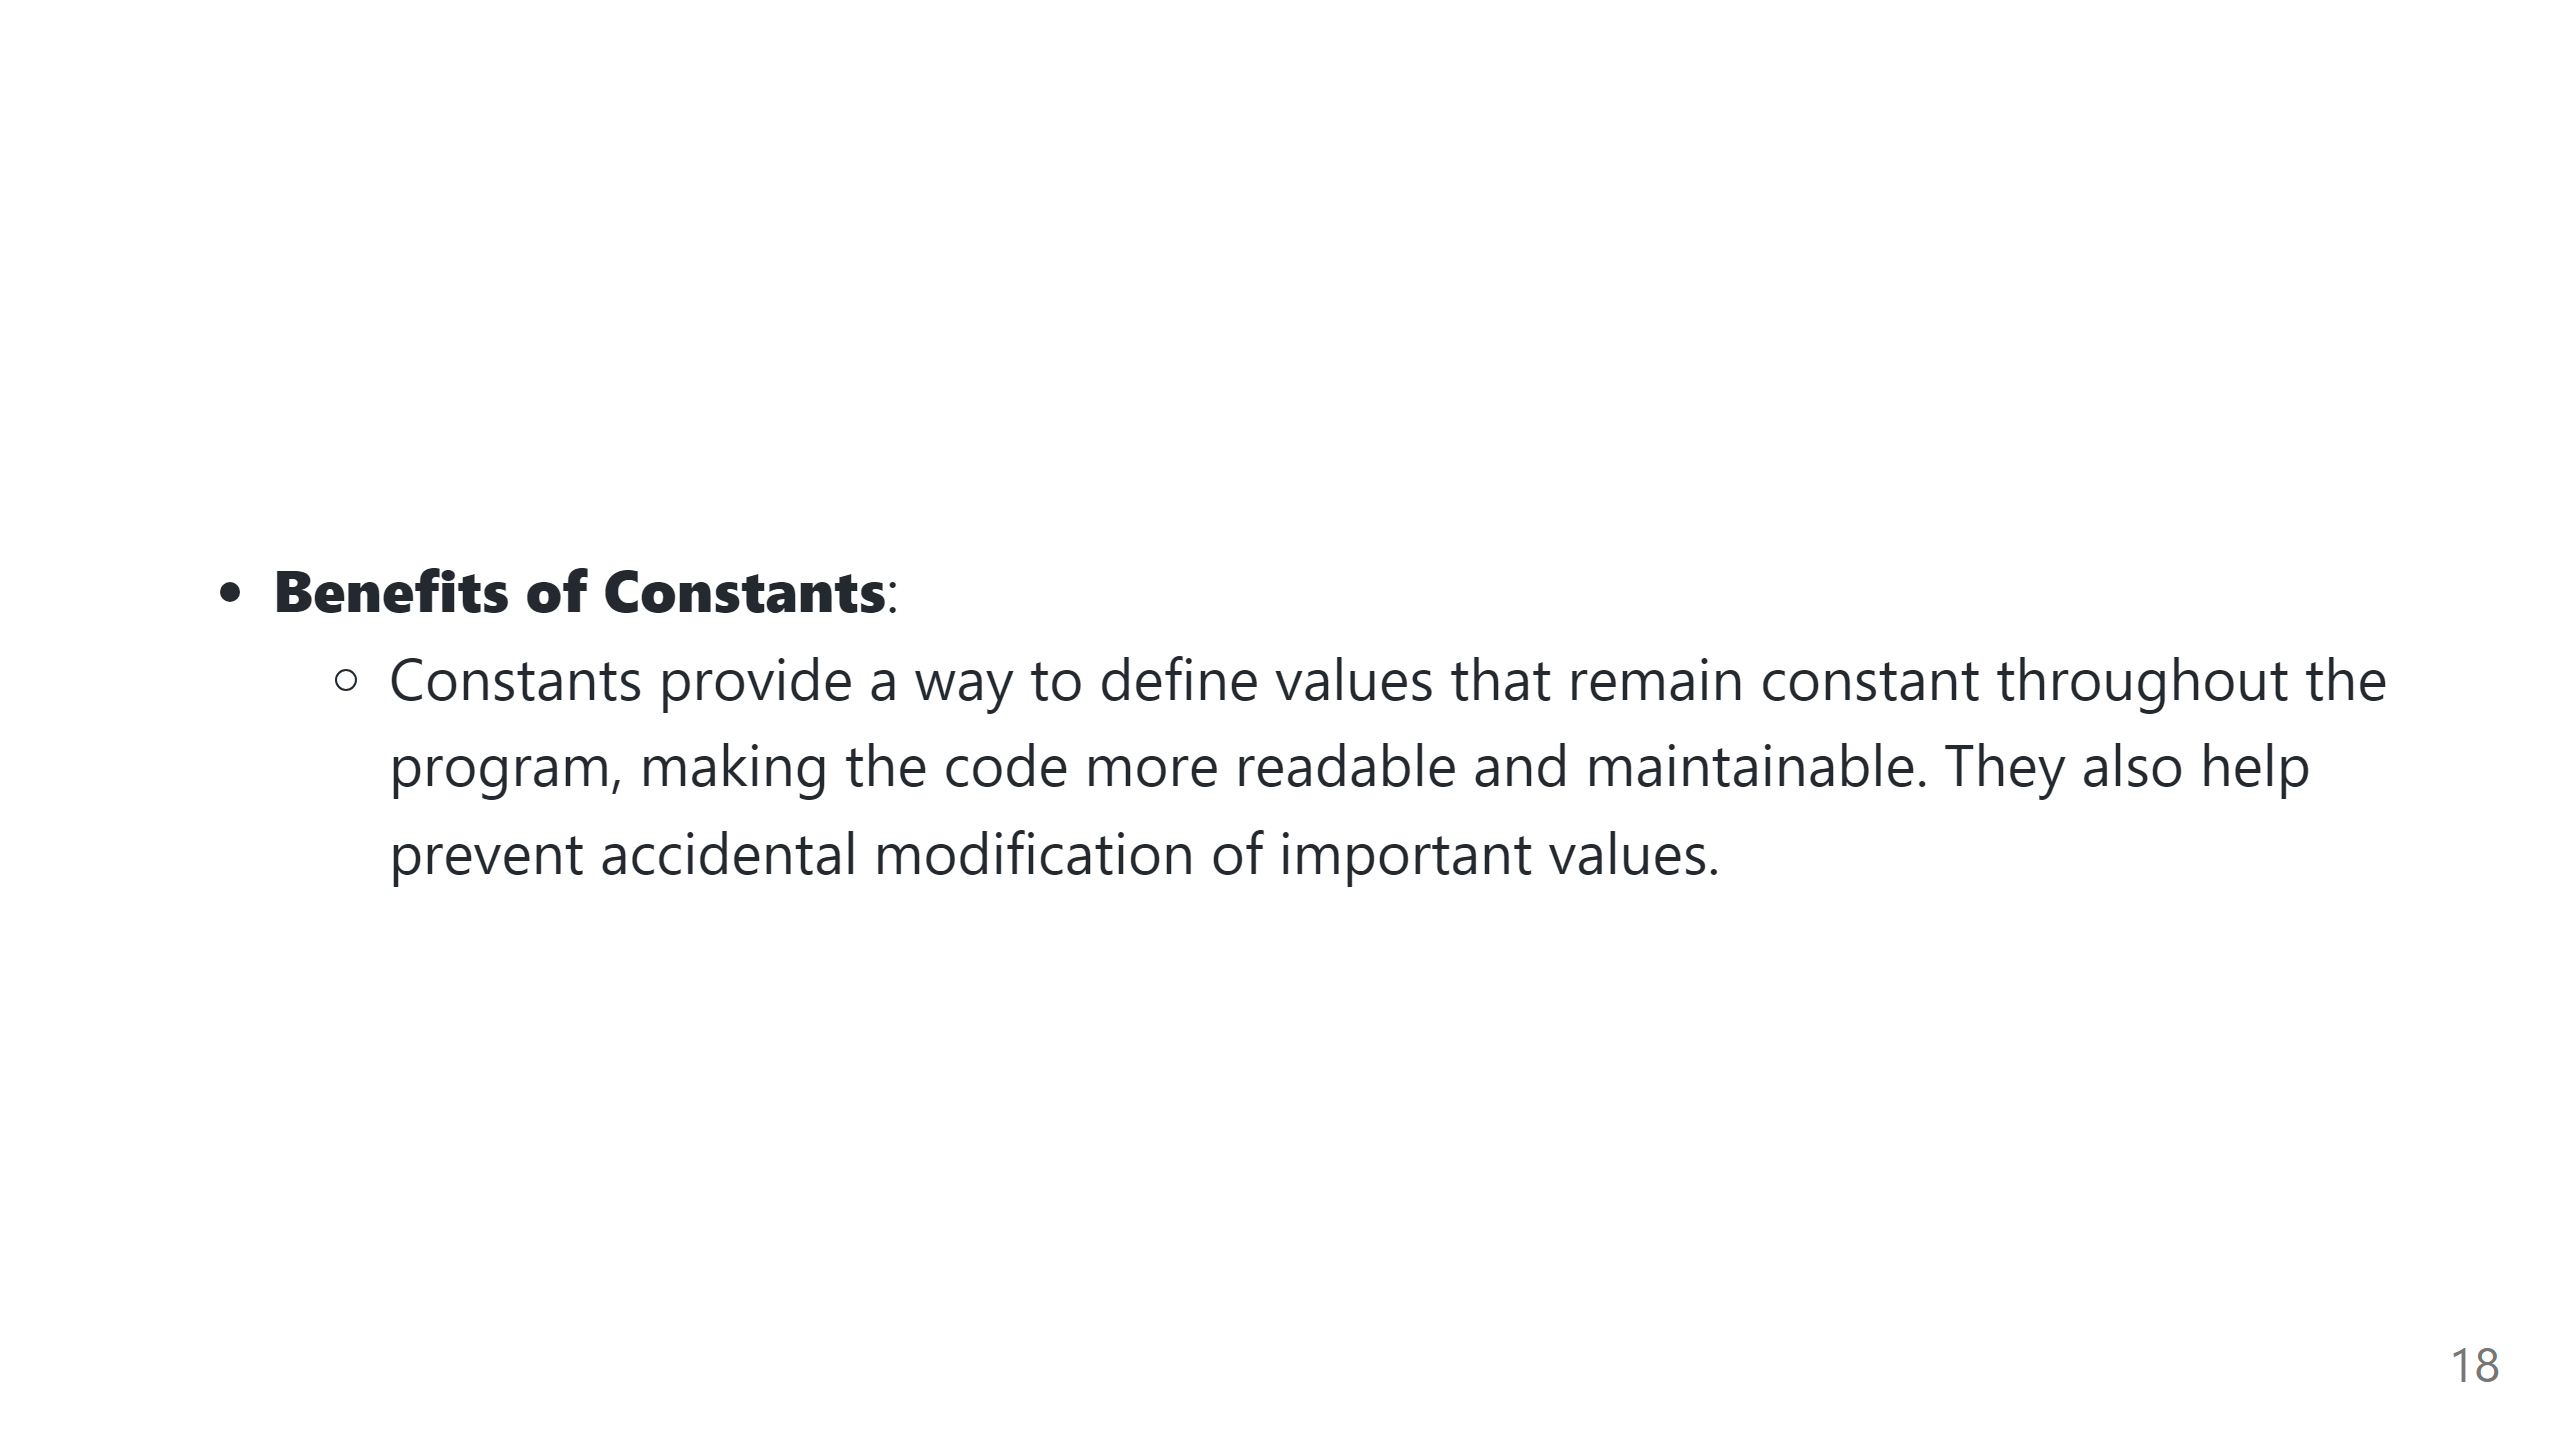 • Benefits of Constants:
○ Constants provide a way to define values that remain constant throughout the
program, making the code more readable and maintainable. They also help
prevent accidental modification of important values.
18